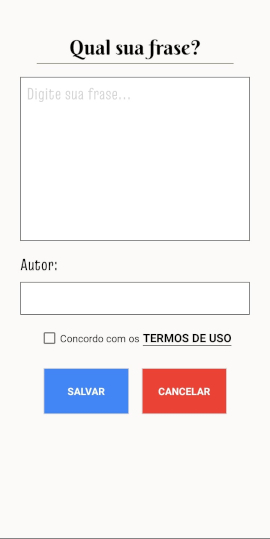 Qual sua frase?
Digite sua frase...
Autor:
Concordo com os TERMOS DE USO
SALVAR CANCELAR